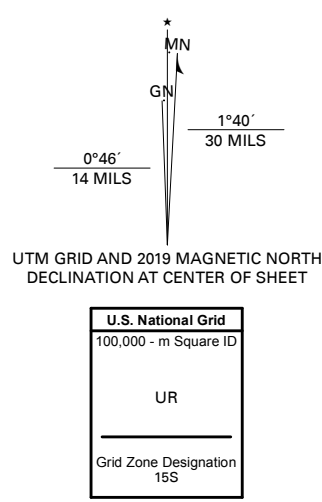 ★
MN
GN
1°40´
30 MILS
0°46´
14 MILS
UTM GRID AND 2019 MAGNETIC NORTH
DECLINATION AT CENTER OF SHEET
U.S. National Grid
100,000 - m Square ID
UR
Grid Zone Designation
15S